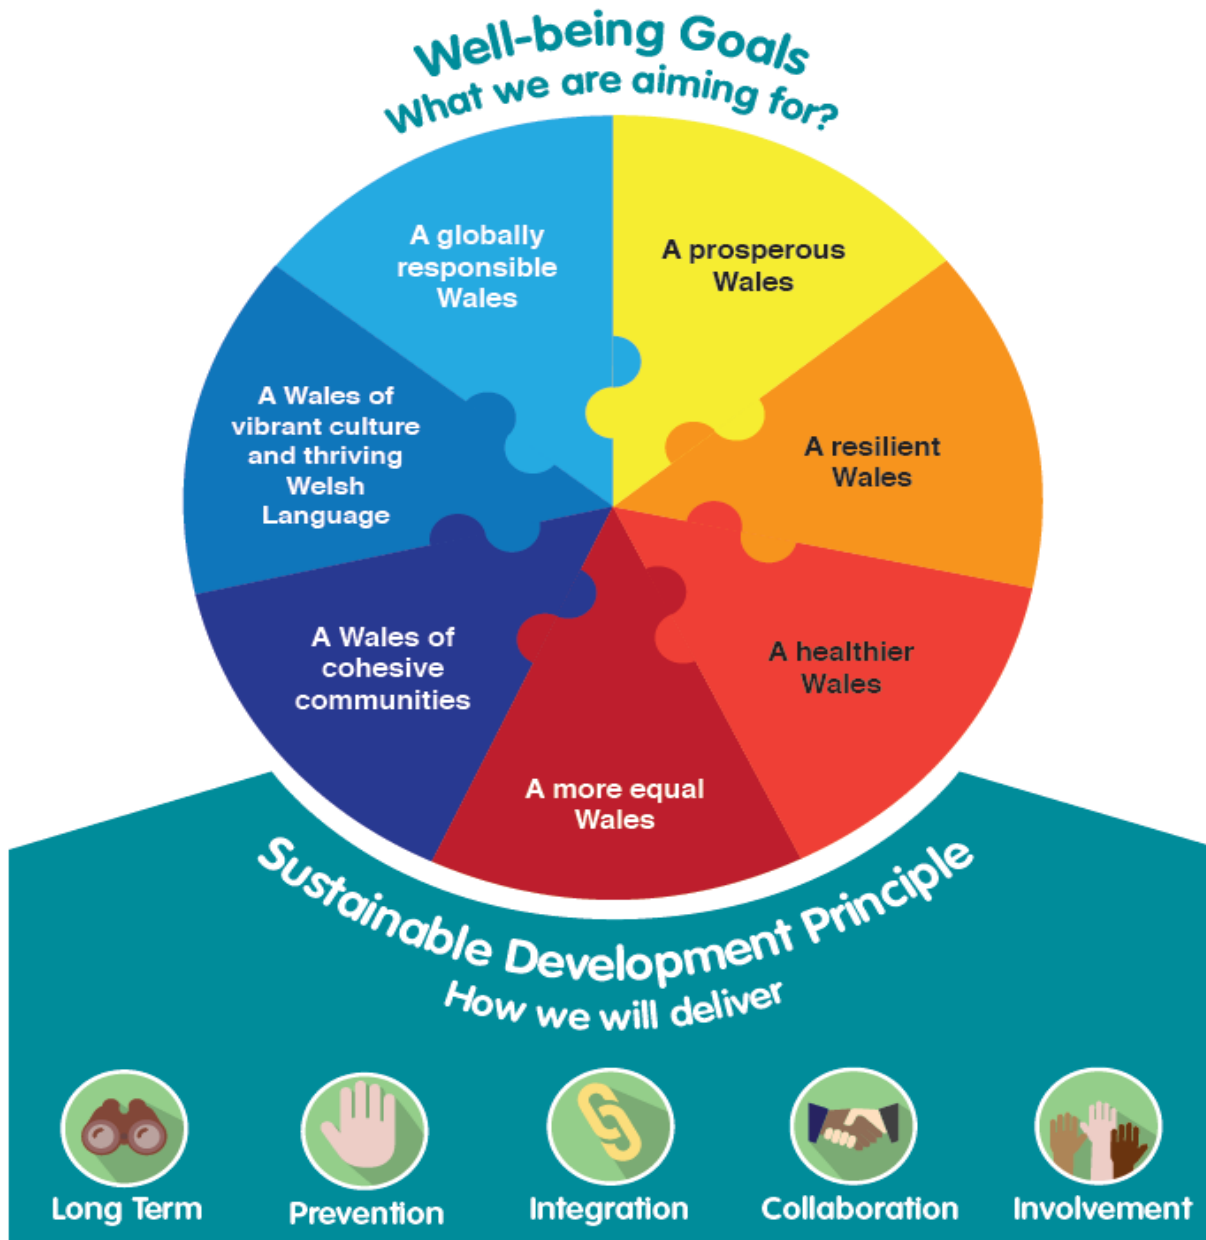 Well-being Goals
What we are aiming for?
A globally
responsible
Wales
A prosperous
Wales
A Wales of
vibrant culture
and thriving
Welsh
Language
A resilient
Wales
A Wales of
cohesive
communities
A healthier
Wales
A more equal
Wales
Sustainable Development Principle
How we will deliver
Long Term
Prevention
Integration
Collaboration
Involvement